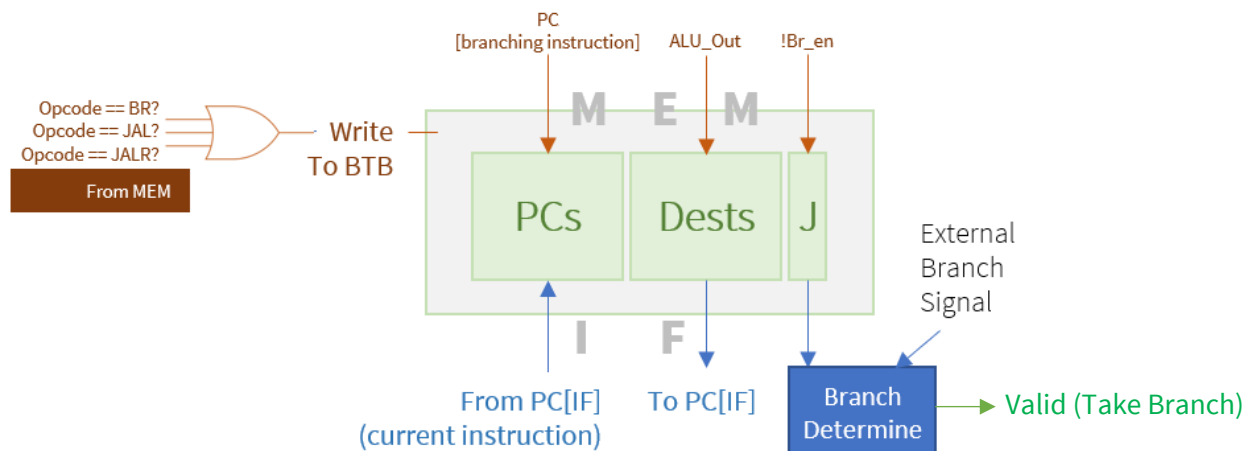 PC
[branching instruction]
ALU_Out
!Br_en
M E M
Opcode == BR?
Opcode == JAL?
Opcode == JALR?
From MEM
Write
To BTB
PCs
Dests
J
External
Branch
Signal
I F
From PC[IF]
(current instruction)
To PC[IF]
Branch
Determine
Valid (Take Branch)